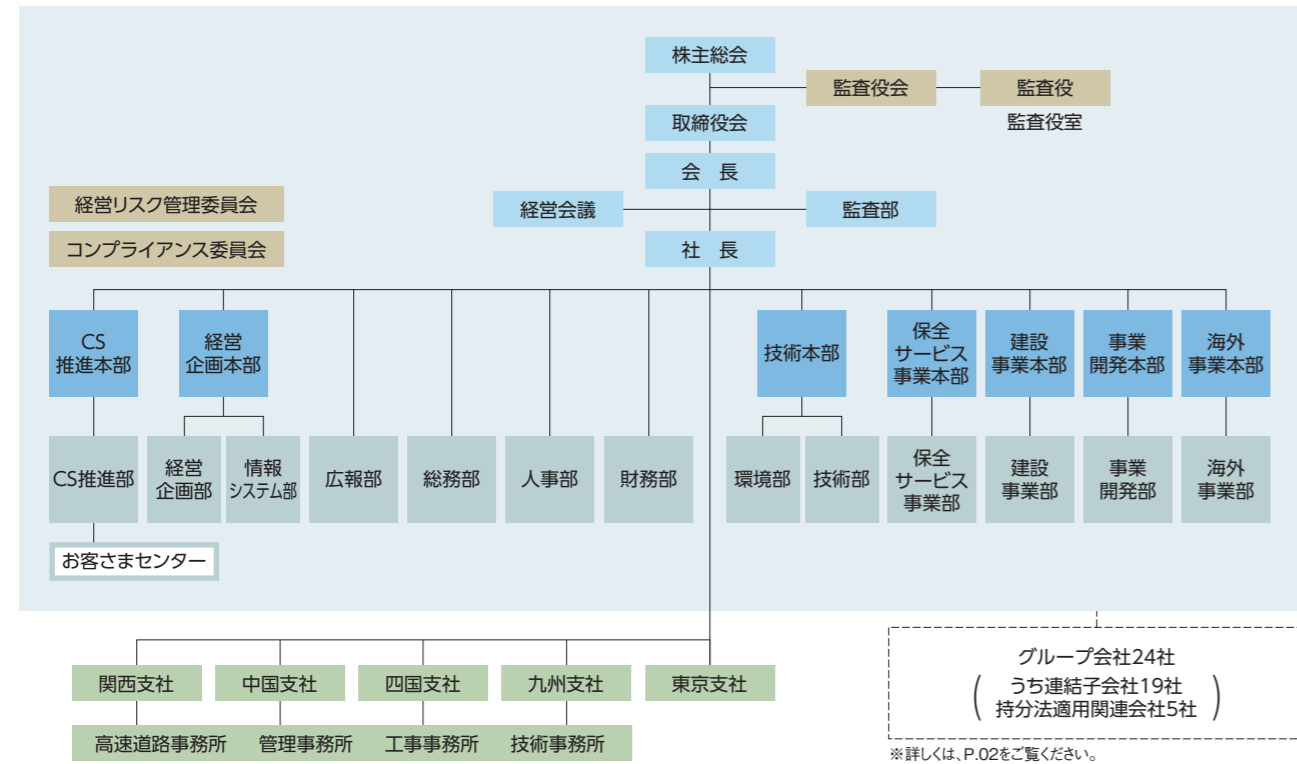 株主総会
監査役会
監査役
取締役会
監査役室
会　長
経営リスク管理委員会
経営会議
監査部
コンプライアンス委員会
社　長
CS
推進本部
経営
企画本部
技術本部
保全
サービス
事業本部
建設
事業本部
事業
開発本部
海外
事業本部
CS推進部
経営
企画部
情報
システム部
広報部
総務部
人事部
財務部
環境部
技術部
保全
サービス
事業部
建設
事業部
事業
開発部
海外
事業部
お客さまセンター
関西支社
中国支社
四国支社
九州支社
東京支社
高速道路事務所
管理事務所
工事事務所
技術事務所
グループ会社24社
(うち連結子会社19社
持分法適用関連会社5社)
※詳しくは、P.02をご覧ください。